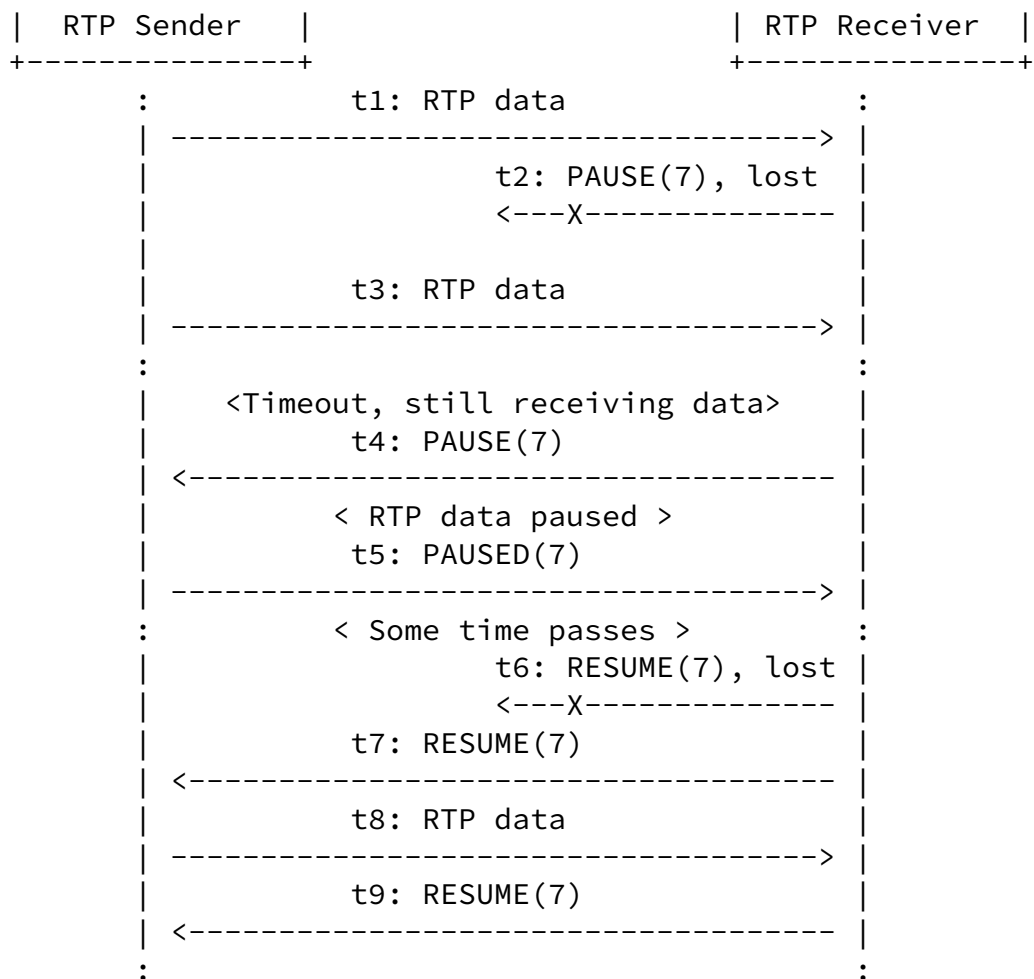 |  RTP Sender   |                       | RTP Receiver  |
+---------------+                       +---------------+
       :           t1: RTP data                :
       | ------------------------------------> |
       |                   t2: PAUSE(7), lost  |
       |                   <---X-------------- |
       |                                       |
       |           t3: RTP data                |
       | ------------------------------------> |
       :                                       :
       |    <Timeout, still receiving data>    |
       |           t4: PAUSE(7)                |
       | <------------------------------------ |
       |          < RTP data paused >          |
       |           t5: PAUSED(7)               |
       | ------------------------------------> |
       :          < Some time passes >         :
       |                   t6: RESUME(7), lost |
       |                   <---X-------------- |
       |           t7: RESUME(7)               |
       | <------------------------------------ |
       |           t8: RTP data                |
       | ------------------------------------> |
       |           t9: RESUME(7)               |
       | <------------------------------------ |
       :                                       :